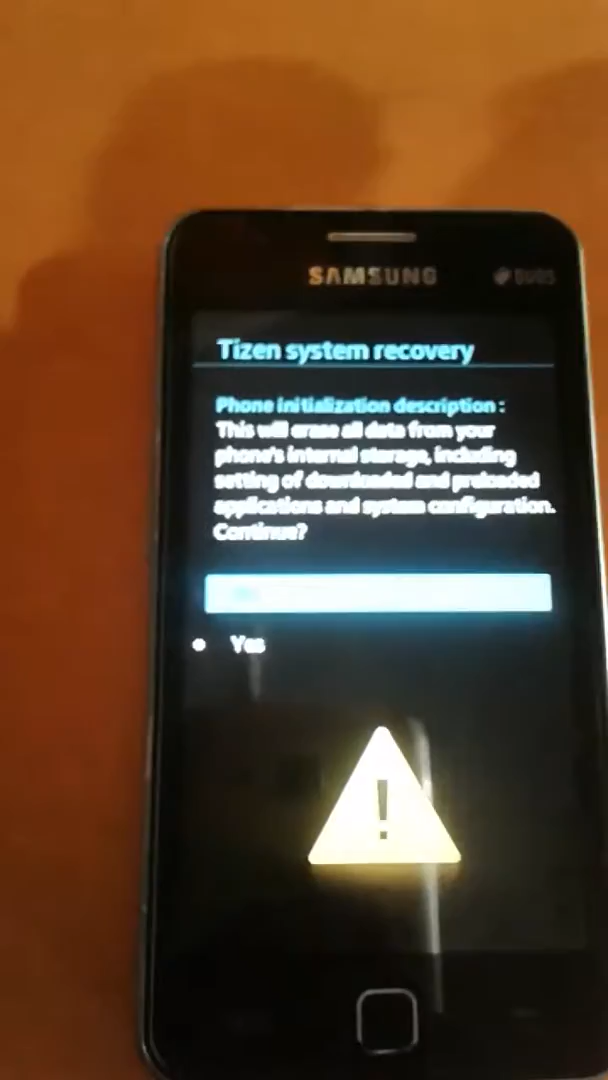 SAMSUNG DUOS
Tizen system recovery
Phone initialization description :
This will erase all data from your
phone's internal storage, including
setting of downloaded and preloaded
applications and system configuration.
Continue?
Yes
!